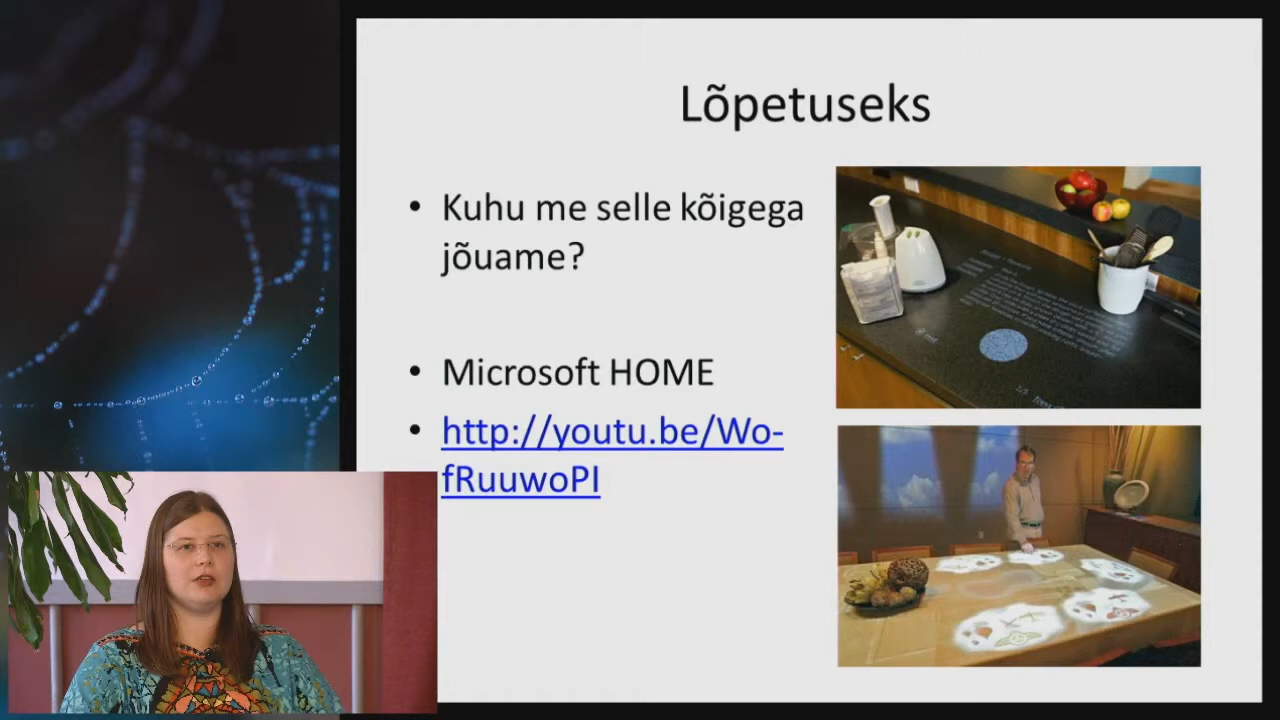 Lõpetuseks
• Kuhu me selle kõigega
jõuame?
• Microsoft HOME
• http://youtu.be/Wo-
fRuuwoPI